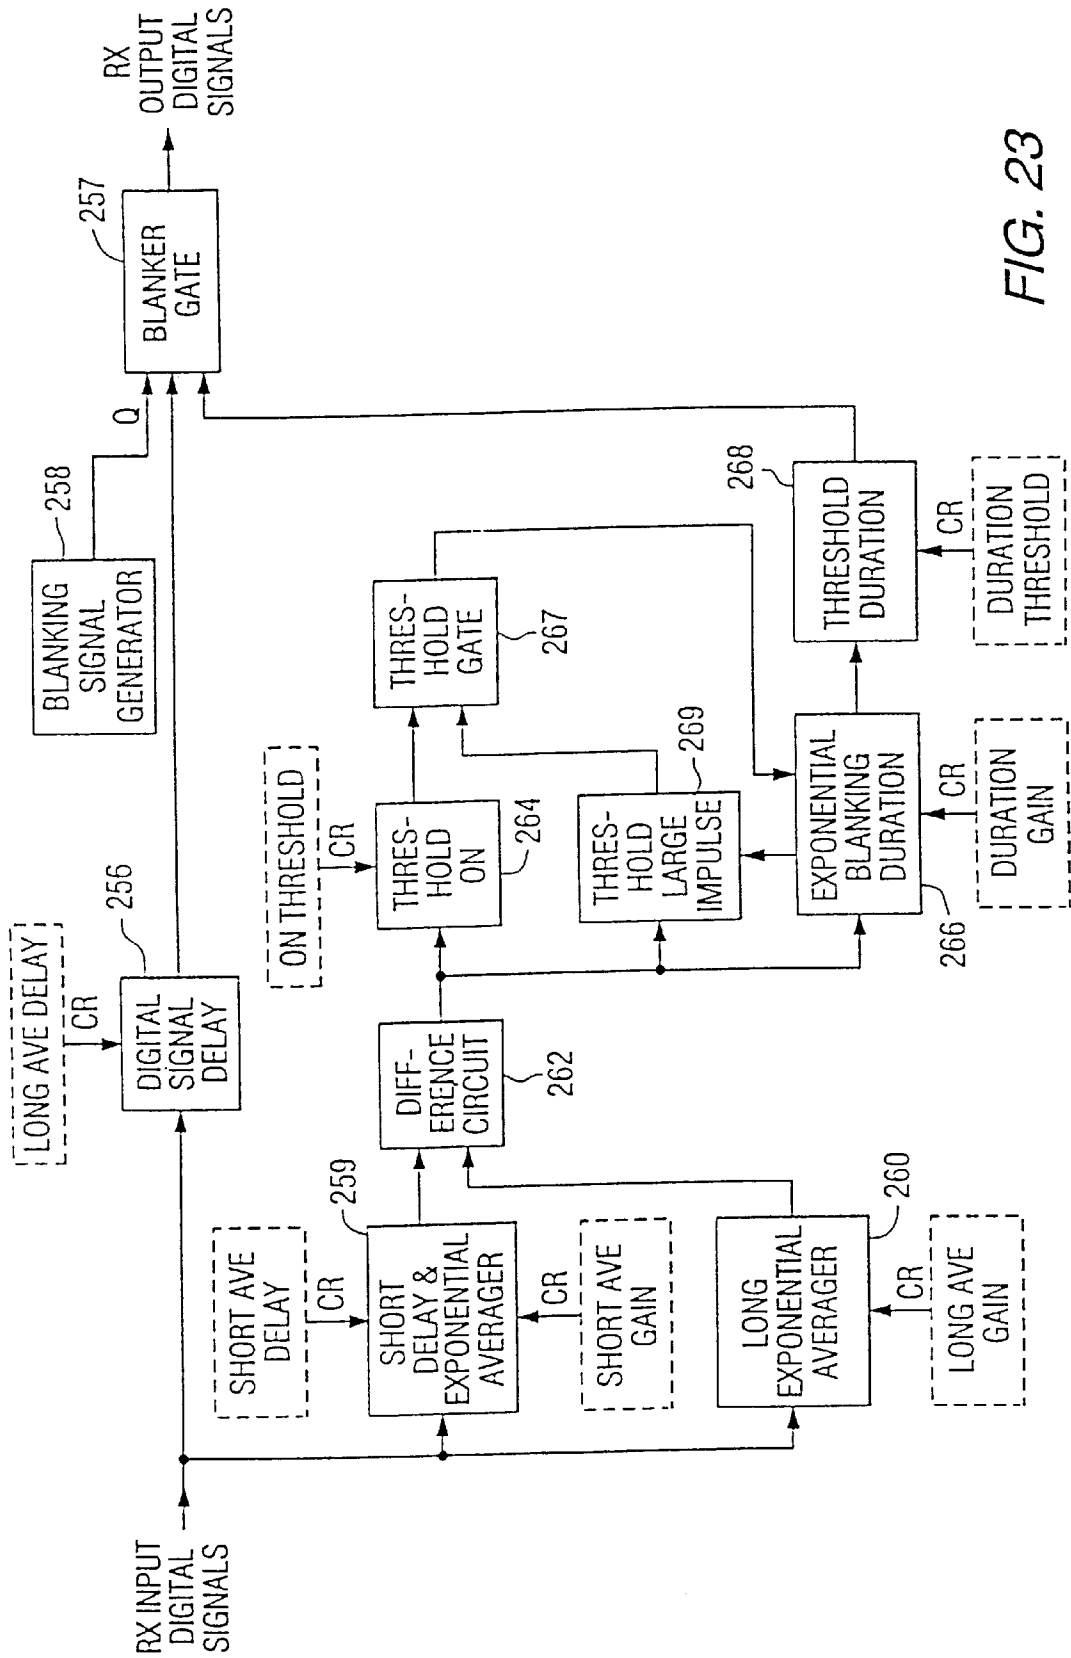 RX INPUT
DIGITAL
SIGNALS
LONG AVE DELAY
CR
DIGITAL
SIGNAL
DELAY
256
BLANKING
SIGNAL
GENERATOR
258
Q
BLANKER
GATE
257
RX
OUTPUT
DIGITAL
SIGNALS
SHORT AVE
DELAY
CR
SHORT
DELAY &
EXPONENTIAL
AVERAGER
259
CR
SHORT AVE
GAIN
LONG
EXPONENTIAL
AVERAGER
260
CR
LONG AVE
GAIN
DIFF-
ERENCE
CIRCUIT
262
ON THRESHOLD
CR
THRES-
HOLD
ON
264
THRES-
HOLD
GATE
267
THRES-
HOLD
LARGE
IMPULSE
269
EXPONENTIAL
BLANKING
DURATION
266
CR
DURATION
GAIN
THRESHOLD
DURATION
268
CR
DURATION
THRESHOLD
FIG. 23